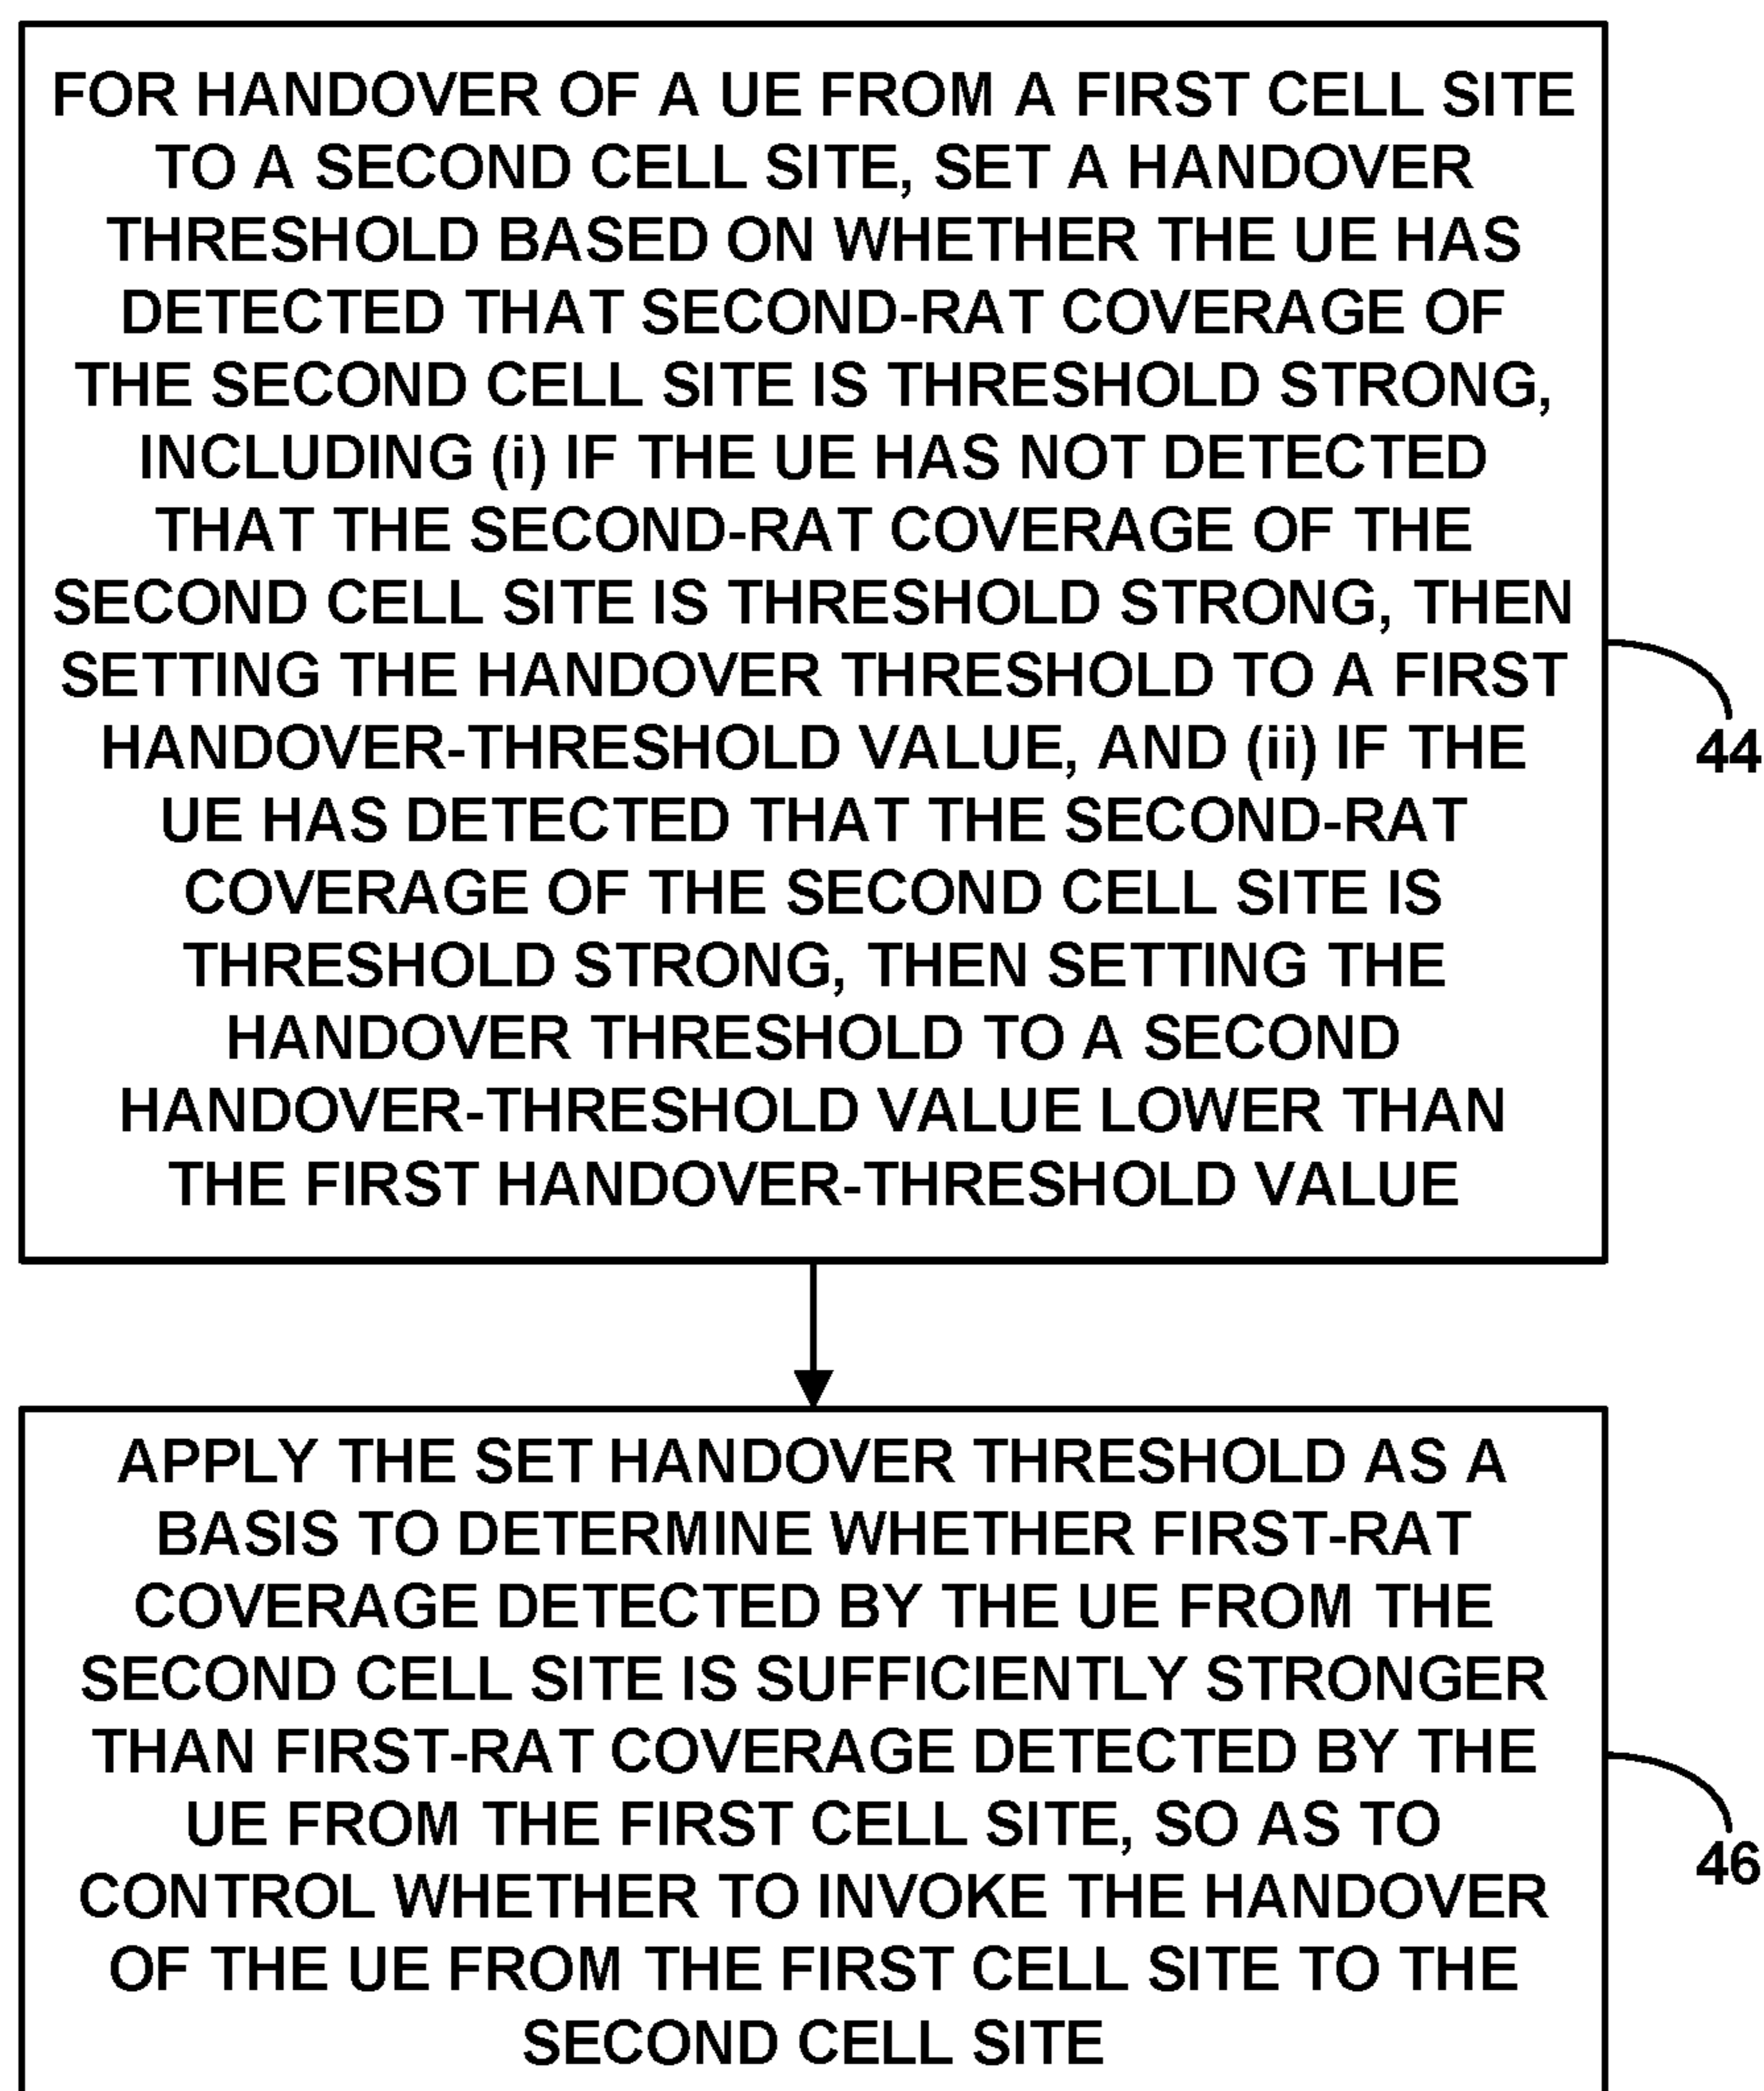 FOR HANDOVER OF A UE FROM A FIRST CELL SITE
TO A SECOND CELL SITE, SET A HANDOVER
THRESHOLD BASED ON WHETHER THE UE HAS
DETECTED THAT SECOND-RAT COVERAGE OF
THE SECOND CELL SITE IS THRESHOLD STRONG,
INCLUDING (i) IF THE UE HAS NOT DETECTED
THAT THE SECOND-RAT COVERAGE OF THE
SECOND CELL SITE IS THRESHOLD STRONG, THEN
SETTING THE HANDOVER THRESHOLD TO A FIRST
HANDOVER-THRESHOLD VALUE, AND (ii) IF THE
UE HAS DETECTED THAT THE SECOND-RAT
COVERAGE OF THE SECOND CELL SITE IS
THRESHOLD STRONG, THEN SETTING THE
HANDOVER THRESHOLD TO A SECOND
HANDOVER-THRESHOLD VALUE LOWER THAN
THE FIRST HANDOVER-THRESHOLD VALUE
44
APPLY THE SET HANDOVER THRESHOLD AS A
BASIS TO DETERMINE WHETHER FIRST-RAT
COVERAGE DETECTED BY THE UE FROM THE
SECOND CELL SITE IS SUFFICIENTLY STRONGER
THAN FIRST-RAT COVERAGE DETECTED BY THE
UE FROM THE FIRST CELL SITE, SO AS TO
CONTROL WHETHER TO INVOKE THE HANDOVER
OF THE UE FROM THE FIRST CELL SITE TO THE
SECOND CELL SITE
46